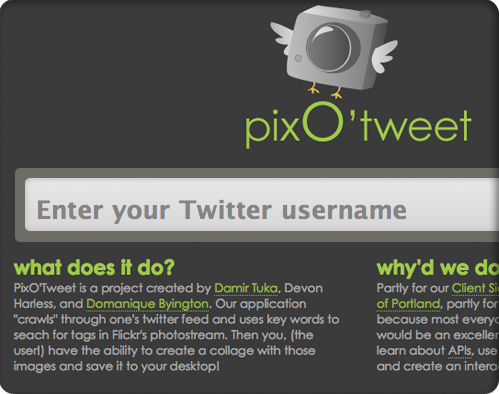 pixO'tweet
Enter your Twitter username
what does it do?
PixO'Tweet is a project created by Damir Tuka, Devon
Harless, and Domanique Byington. Our application
"crawls" through one's twitter feed and uses key words to
seach for tags in Flickr's photostream. Then you, (the
user!) have the ability to create a collage with those
images and save it to your desktop!
why'd we do
Partly for our Client Si
of Portland, partly for
because most everyo
would be an excellen
learn about APIs, use
and create an intera